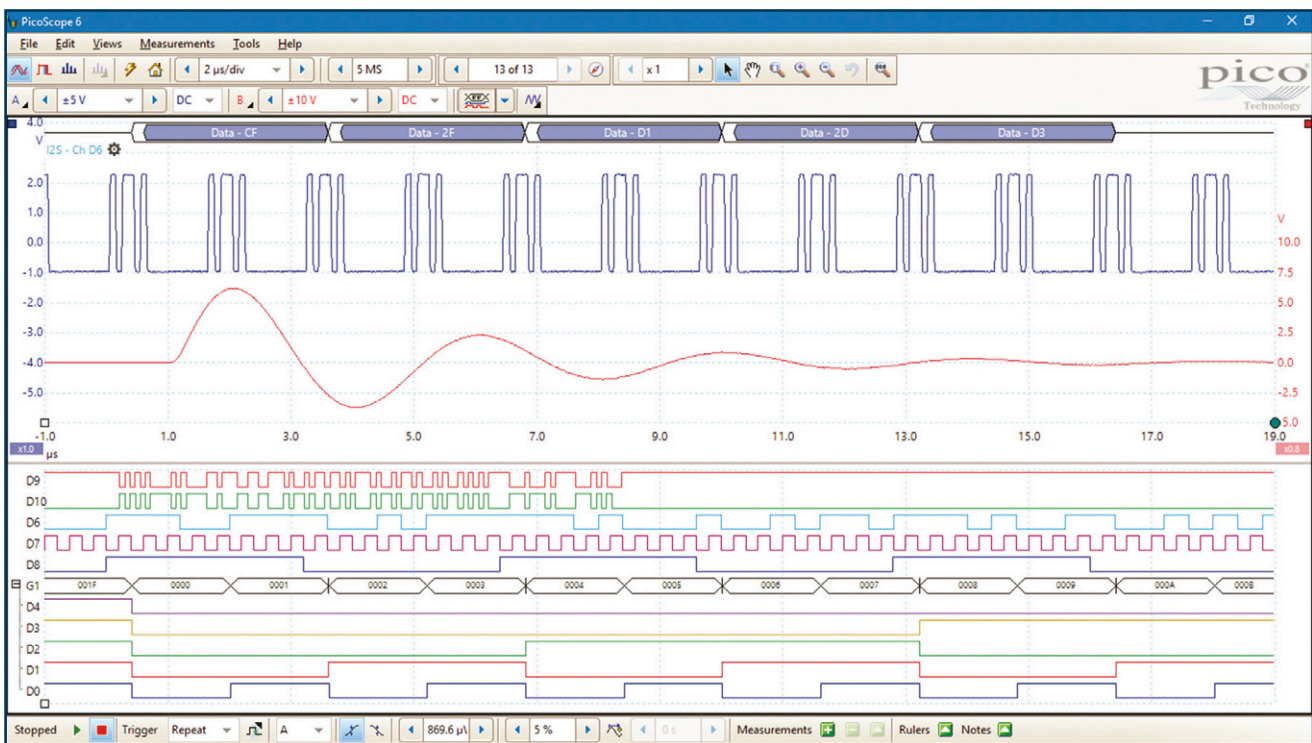 PicoScope 6
File Edit Views Measurements Tools Help
2 µs/div 5 MS 13 of 13 x 1
pico
Technology
A ±5 V DC B ±10 V DC
4.0
V
Data - CF Data - 2F Data - D1 Data - 2D Data - D3
I2S - Ch D6
2.0
1.0 V
0.0 10.0
-1.0 7.5
-2.0 5.0
-3.0 2.5
-4.0 0.0
-5.0 -2.5
-5.0
-1.0 1.0 3.0 5.0 7.0 9.0 11.0 13.0 15.0 17.0 19.0
x1.0 µs x0.8
D9
D10
D6
D7
D8
G1 001F 0000 0001 0002 0003 0004 0005 0006 0007 0008 0009 000A 000B
D4
D3
D2
D1
D0
Stopped Trigger Repeat A 869.6 µV 5 % 0 s Measurements Rulers Notes